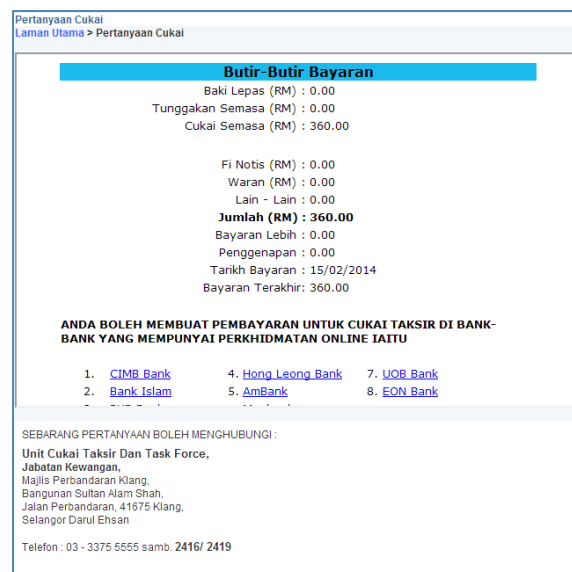 Pertanyaan Cukai
Laman Utama > Pertanyaan Cukai
Butir-Butir Bayaran
Baki Lepas (RM) : 0.00
Tunggakan Semasa (RM) : 0.00
Cukai Semasa (RM) : 360.00
Fi Notis (RM) : 0.00
Waran (RM) : 0.00
Lain - Lain : 0.00
Jumlah (RM) : 360.00
Bayaran Lebih : 0.00
Penggenapan : 0.00
Tarikh Bayaran : 15/02/2014
Bayaran Terakhir: 360.00
ANDA BOLEH MEMBUAT PEMBAYARAN UNTUK CUKAI TAKSIR DI BANK-
BANK YANG MEMPUNYAI PERKHIDMATAN ONLINE IAITU
1. CIMB Bank 4. Hong Leong Bank 7. UOB Bank
2. Bank Islam 5. AmBank 8. EON Bank
SEBARANG PERTANYAAN BOLEH MENGHUBUNGI :
Unit Cukai Taksir Dan Task Force,
Jabatan Kewangan,
Majlis Perbandaran Klang,
Bangunan Sultan Alam Shah,
Jalan Perbandaran, 41675 Klang,
Selangor Darul Ehsan
Telefon : 03 - 3375 5555 samb. 2416/ 2419